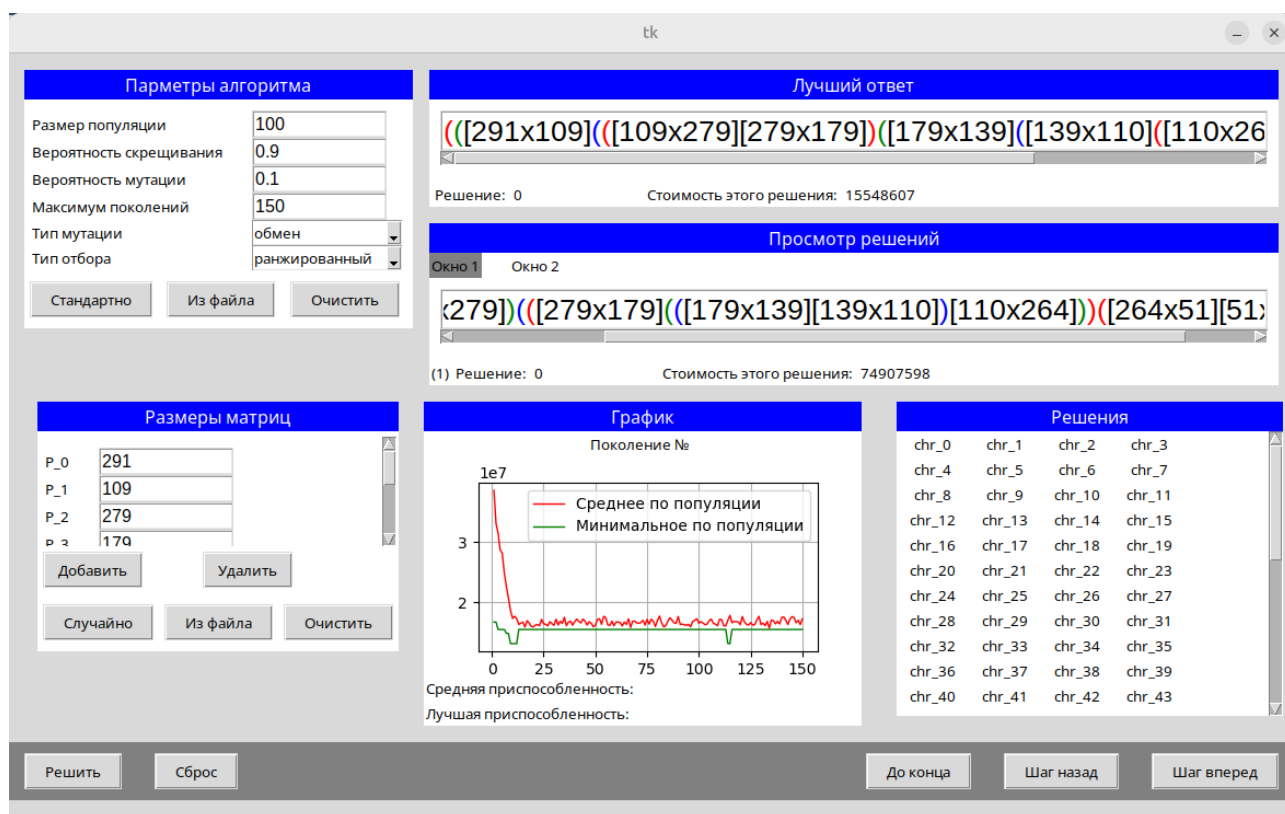 tk
Парметры алгоритма
Размер популяции 100
Вероятность скрещивания 0.9
Вероятность мутации 0.1
Максимум поколений 150
Тип мутации обмен
Тип отбора ранжированный
Стандартно Из файла Очистить
Лучший ответ
(([291x109](([109x279][279x179])([179x139]([139x110]([110x26
Решение: 0 Стоимость этого решения: 15548607
Просмотр решений
Окно 1 Окно 2
x279])(([279x179](([179x139][139x110])[110x264]))([264x51][51x
(1) Решение: 0 Стоимость этого решения: 74907598
Размеры матриц
P_0 291
P_1 109
P_2 279
P_3 179
Добавить Удалить
Случайно Из файла Очистить
График
Поколение №
1e7
Среднее по популяции
Минимальное по популяции
3
2
0 25 50 75 100 125 150
Средняя приспособленность:
Лучшая приспособленность:
Решения
chr_0 chr_1 chr_2 chr_3
chr_4 chr_5 chr_6 chr_7
chr_8 chr_9 chr_10 chr_11
chr_12 chr_13 chr_14 chr_15
chr_16 chr_17 chr_18 chr_19
chr_20 chr_21 chr_22 chr_23
chr_24 chr_25 chr_26 chr_27
chr_28 chr_29 chr_30 chr_31
chr_32 chr_33 chr_34 chr_35
chr_36 chr_37 chr_38 chr_39
chr_40 chr_41 chr_42 chr_43
Решить Сброс До конца Шаг назад Шаг вперед